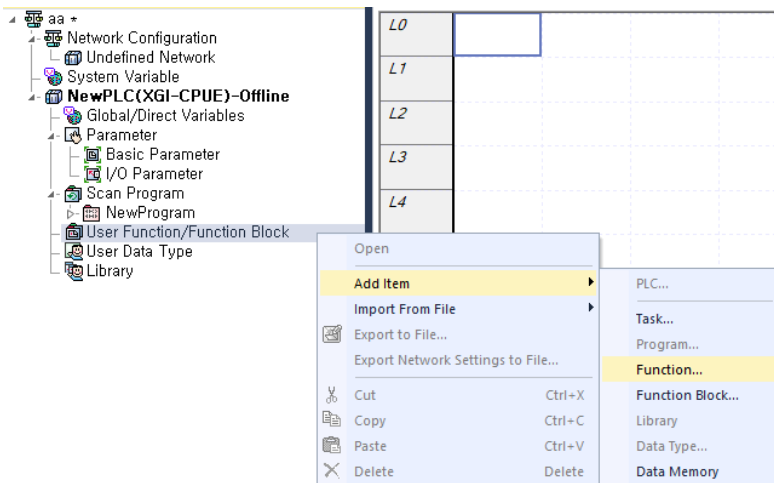 aa *
Network Configuration
Undefined Network
System Variable
NewPLC(XGI-CPUE)-Offline
Global/Direct Variables
Parameter
Basic Parameter
I/O Parameter
Scan Program
NewProgram
User Function/Function Block
User Data Type
Library
L0
L1
L2
L3
L4
Open
Add Item
Import From File
Export to File...
Export Network Settings to File...
Cut Ctrl+X
Copy Ctrl+C
Paste Ctrl+V
Delete Delete
PLC...
Task...
Program...
Function...
Function Block...
Library
Data Type...
Data Memory